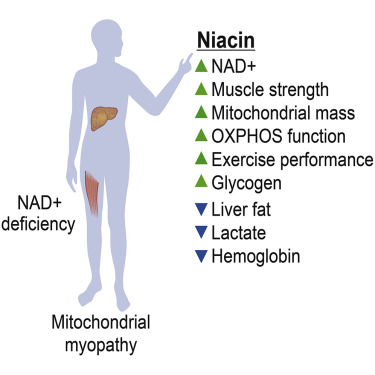 Niacin
NAD+
Muscle strength
Mitochondrial mass
OXPHOS function
Exercise performance
Glycogen
Liver fat
Lactate
Hemoglobin
NAD+
deficiency
Mitochondrial
myopathy